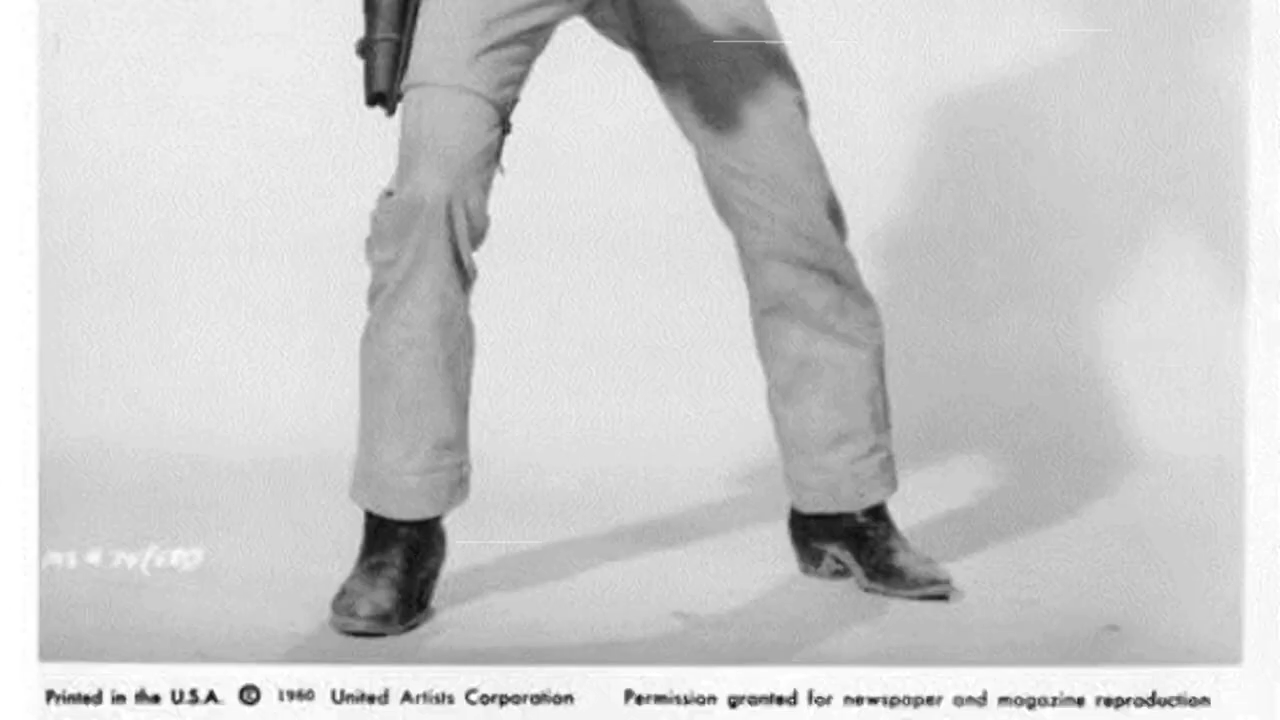 Printed in the U.S.A. © 1960 United Artists Corporation Permission granted for newspaper and magazine reproduction